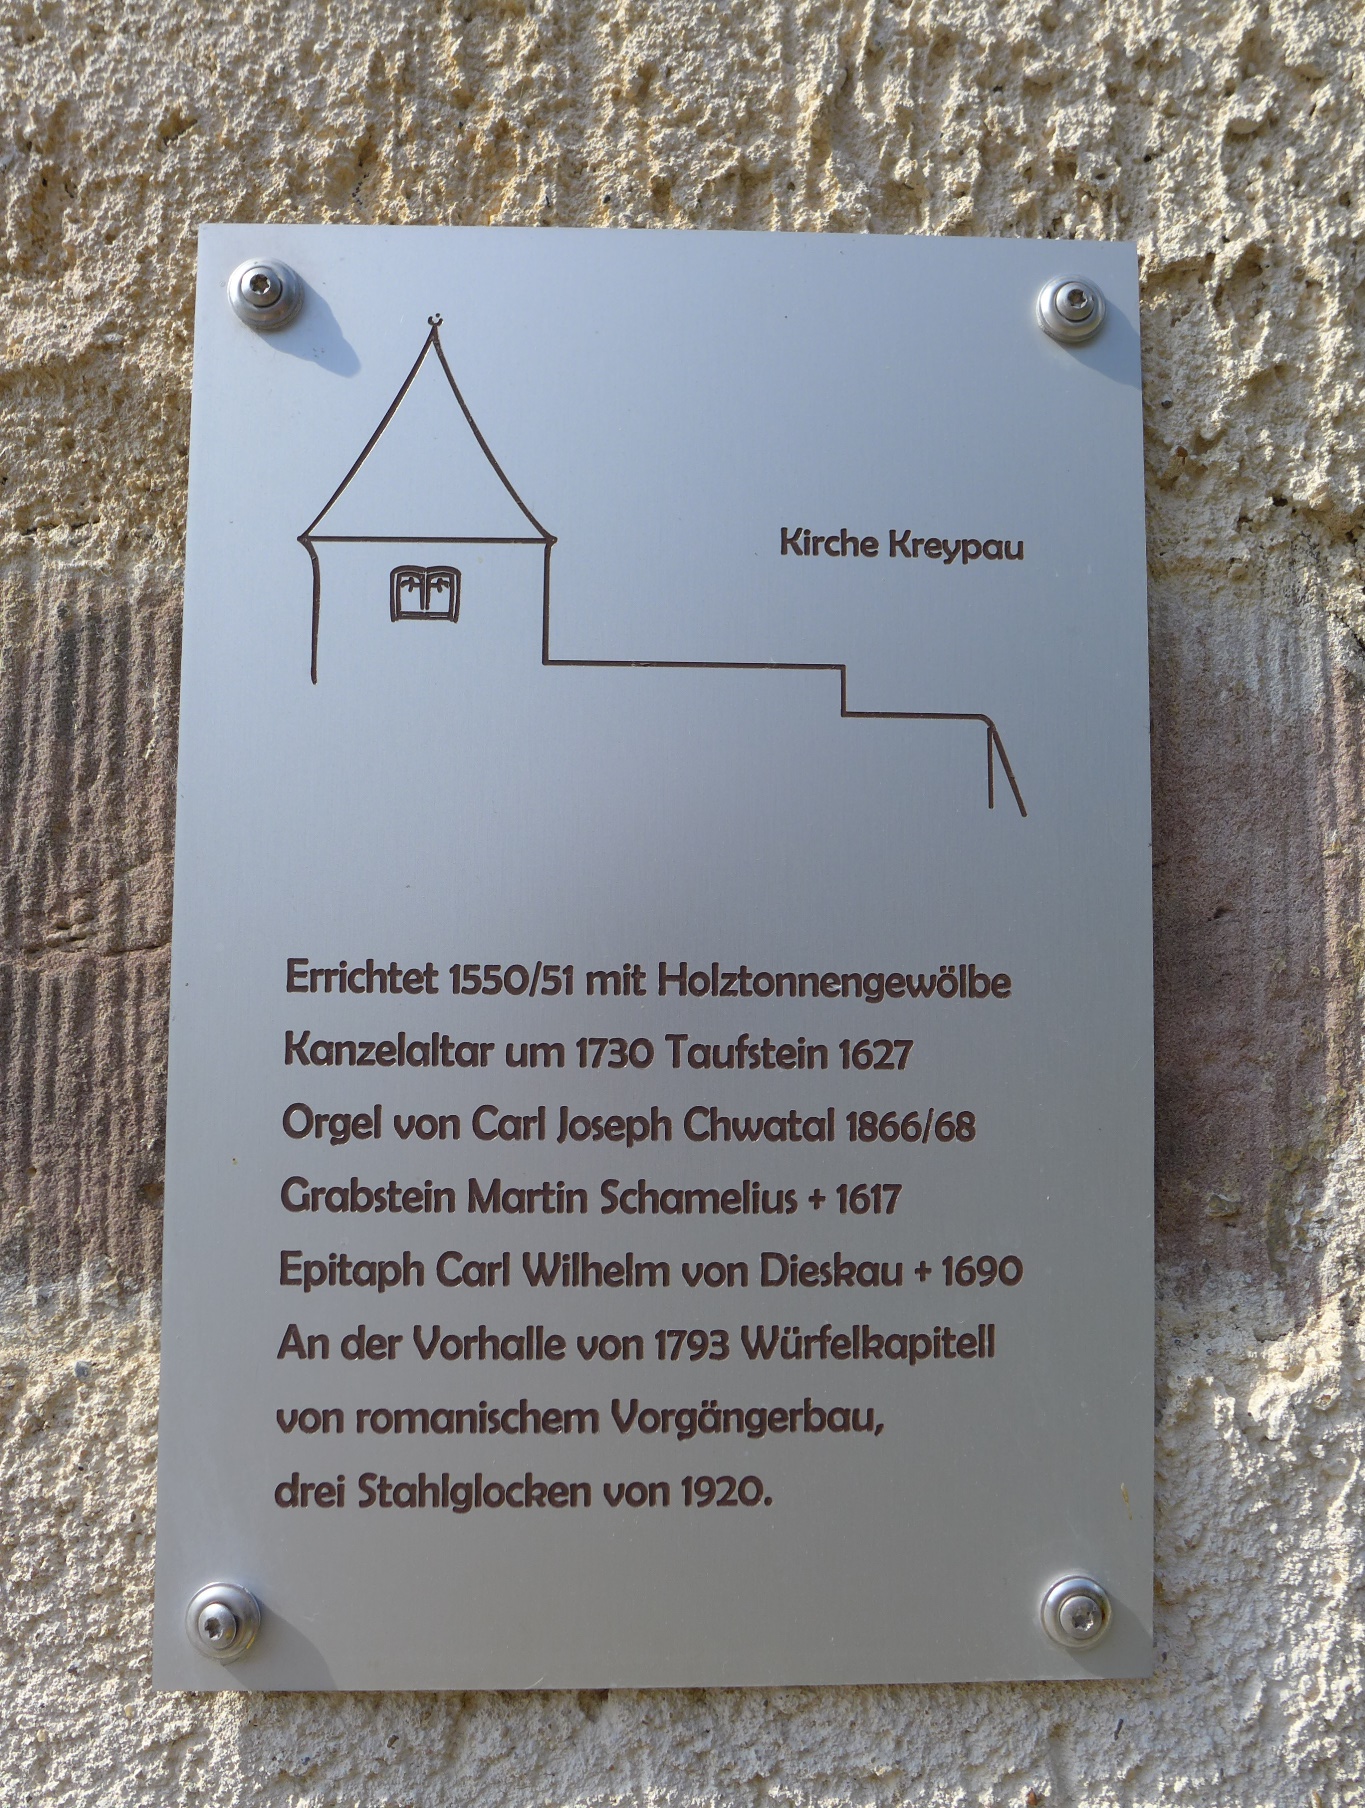 Kirche Kreypau
Errichtet 1550/51 mit Holztonnengewölbe
Kanzelaltar um 1730 Taufstein 1627
Orgel von Carl Joseph Chwatal 1866/68
Grabstein Martin Schamelius + 1617
Epitaph Carl Wilhelm von Dieskau + 1690
An der Vorhalle von 1793 Würfelkapitell
von romanischem Vorgängerbau,
drei Stahlglocken von 1920.